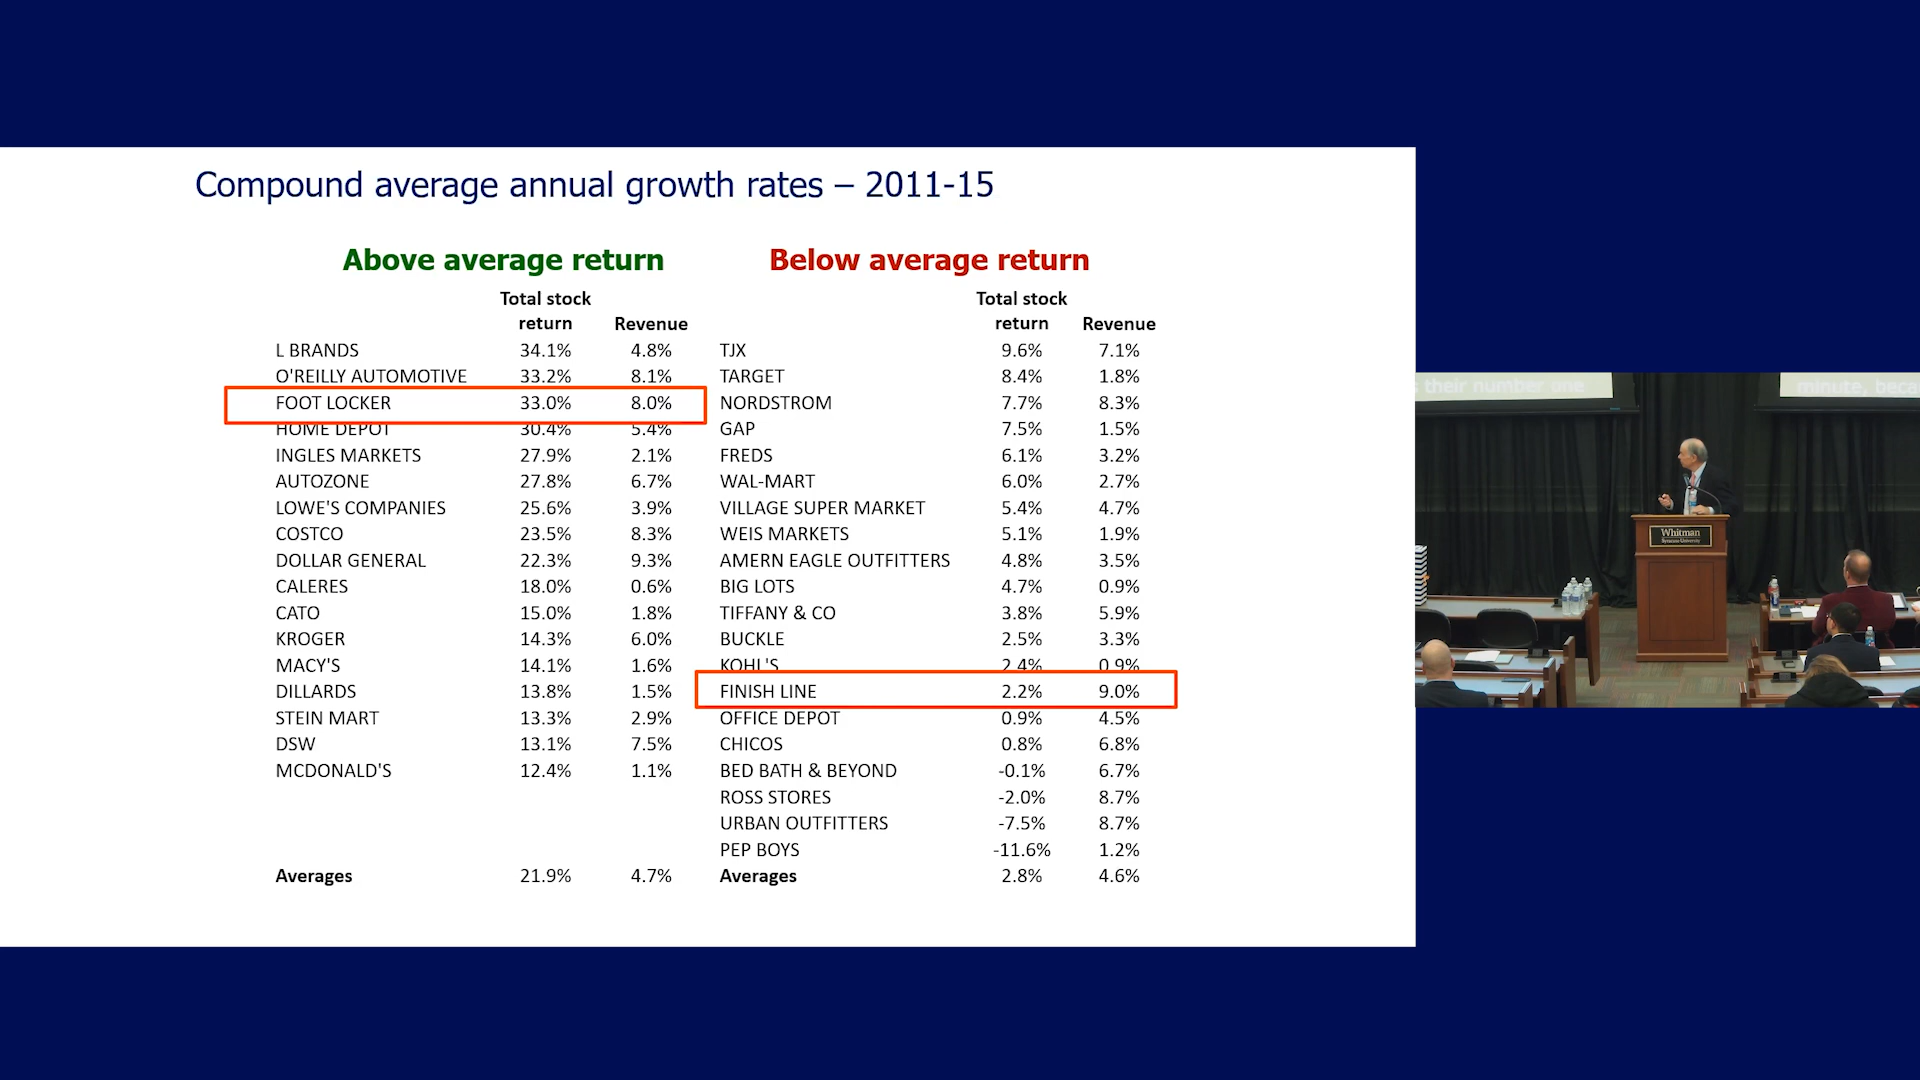 Compound average annual growth rates – 2011-15
Above average return
Total stock
return Revenue
L BRANDS 34.1% 4.8%
O'REILLY AUTOMOTIVE 33.2% 8.1%
FOOT LOCKER 33.0% 8.0%
HOME DEPOT 30.4% 5.4%
INGLES MARKETS 27.9% 2.1%
AUTOZONE 27.8% 6.7%
LOWE'S COMPANIES 25.6% 3.9%
COSTCO 23.5% 8.3%
DOLLAR GENERAL 22.3% 9.3%
CALERES 18.0% 0.6%
CATO 15.0% 1.8%
KROGER 14.3% 6.0%
MACY'S 14.1% 1.6%
DILLARDS 13.8% 1.5%
STEIN MART 13.3% 2.9%
DSW 13.1% 7.5%
MCDONALD'S 12.4% 1.1%
Averages 21.9% 4.7%
Below average return
Total stock
return Revenue
TJX 9.6% 7.1%
TARGET 8.4% 1.8%
NORDSTROM 7.7% 8.3%
GAP 7.5% 1.5%
FREDS 6.1% 3.2%
WAL-MART 6.0% 2.7%
VILLAGE SUPER MARKET 5.4% 4.7%
WEIS MARKETS 5.1% 1.9%
AMERN EAGLE OUTFITTERS 4.8% 3.5%
BIG LOTS 4.7% 0.9%
TIFFANY & CO 3.8% 5.9%
BUCKLE 2.5% 3.3%
KOHL'S 2.4% 0.9%
FINISH LINE 2.2% 9.0%
OFFICE DEPOT 0.9% 4.5%
CHICOS 0.8% 6.8%
BED BATH & BEYOND -0.1% 6.7%
ROSS STORES -2.0% 8.7%
URBAN OUTFITTERS -7.5% 8.7%
PEP BOYS -11.6% 1.2%
Averages 2.8% 4.6%
their number one
minute,
Whitman
Syracuse University